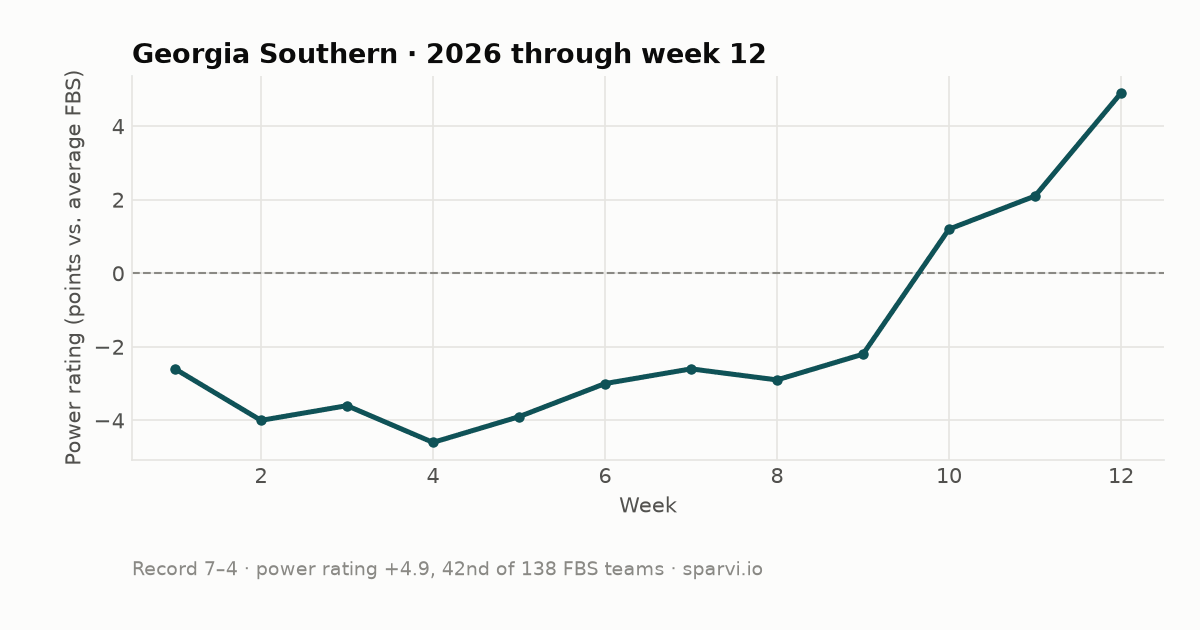 Georgia Southern · 2026 through week 12
Power rating (points vs. average FBS)
4
2
0
−2
−4
2 4 6 8 10 12
Week
Record 7–4 · power rating +4.9, 42nd of 138 FBS teams · sparvi.io